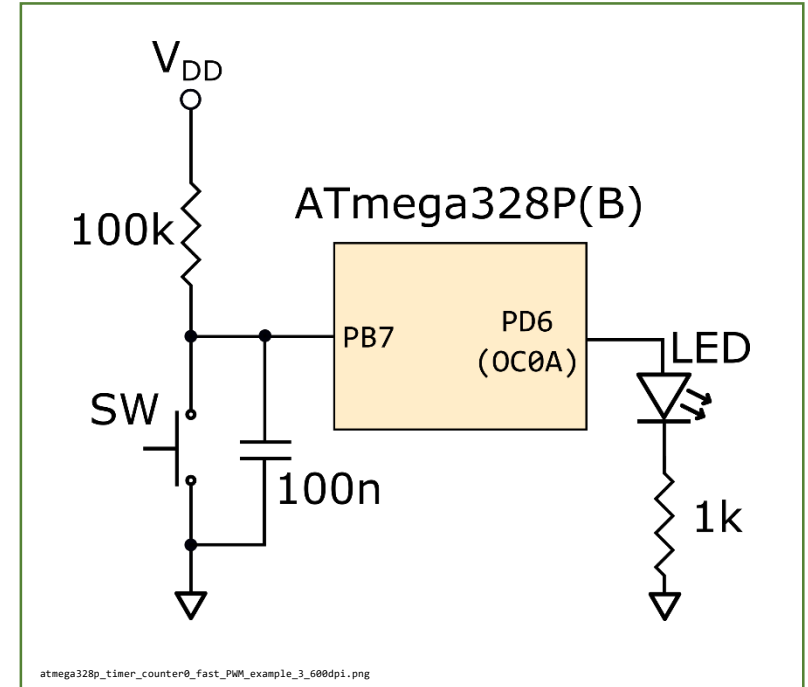 VDD
100k
ATmega328P(B)
PB7
PD6
(OC0A)
LED
SW
100n
1k
atmega328p_timer_counter0_fast_PWM_example_3_600dpi.png